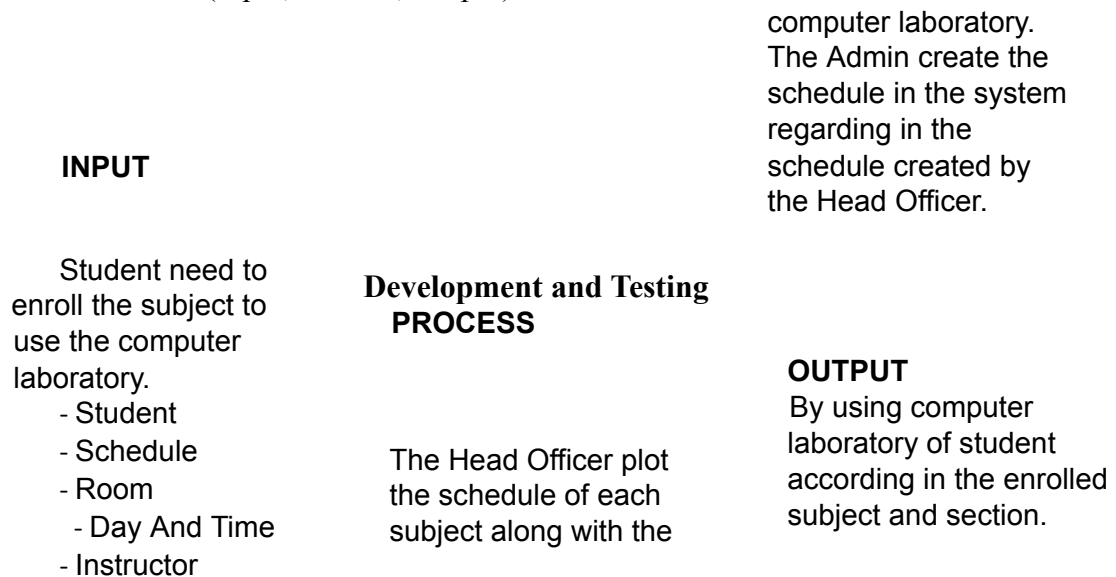 INPUT
Student need to
enroll the subject to
use the computer
laboratory.
- Student
- Schedule
- Room
- Day And Time
- Instructor
Development and Testing
PROCESS
The Head Officer plot
the schedule of each
subject along with the
computer laboratory.
The Admin create the
schedule in the system
regarding in the
schedule created by
the Head Officer.
OUTPUT
By using computer
laboratory of student
according in the enrolled
subject and section.